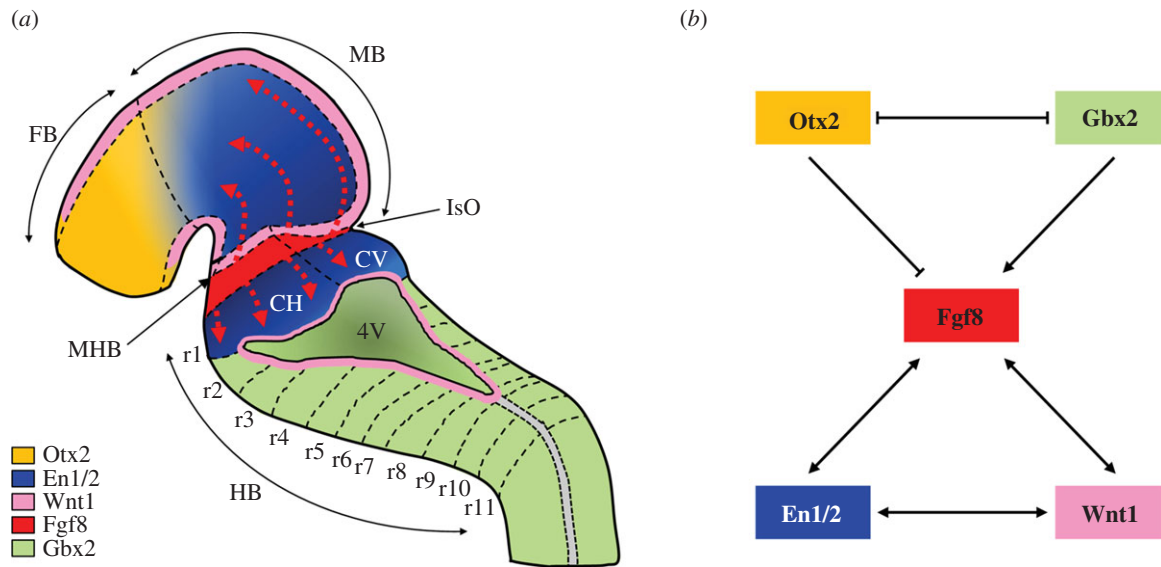 (a)
MB
FB
IsO
CV
CH
4V
MHB
r1
r2
r3
r4
r5
r6
r7
r8
r9
r10
r11
HB
Otx2
En1/2
Wnt1
Fgf8
Gbx2
(b)
Otx2
Gbx2
Fgf8
En1/2
Wnt1